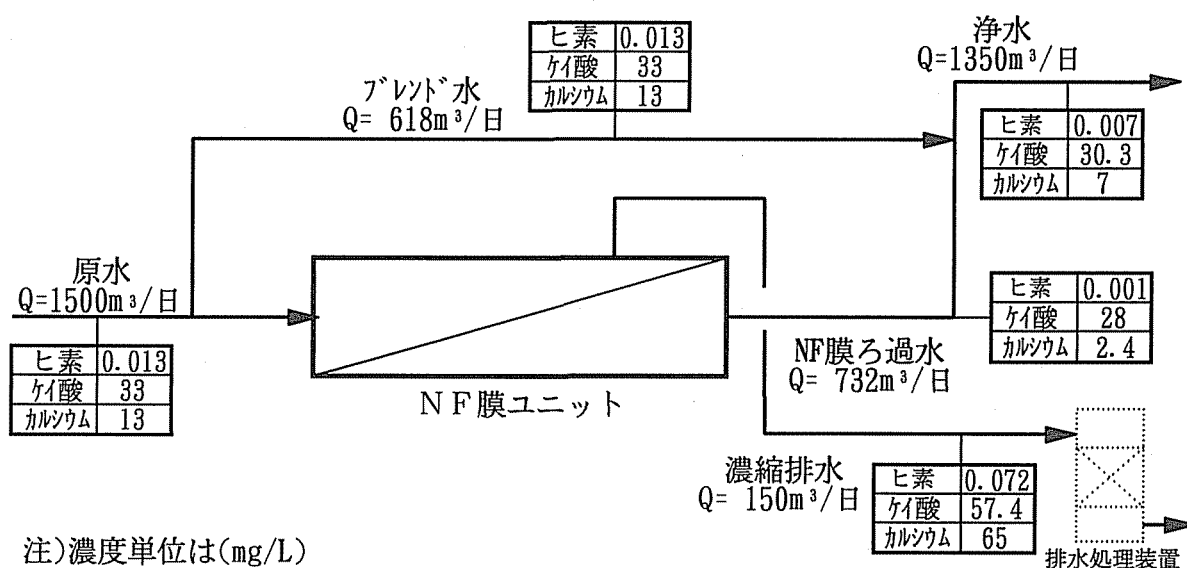 ヒ素 0.013
ケイ酸 33
カルシウム 13
ブレンド水
Q= 618m³/日
浄水
Q=1350m³/日
ヒ素 0.007
ケイ酸 30.3
カルシウム 7
原水
Q=1500m³/日
ヒ素 0.013
ケイ酸 33
カルシウム 13
NF膜ユニット
ヒ素 0.001
ケイ酸 28
カルシウム 2.4
NF膜ろ過水
Q= 732m³/日
濃縮排水
Q= 150m³/日
ヒ素 0.072
ケイ酸 57.4
カルシウム 65
排水処理装置
注)濃度単位は(mg/L)